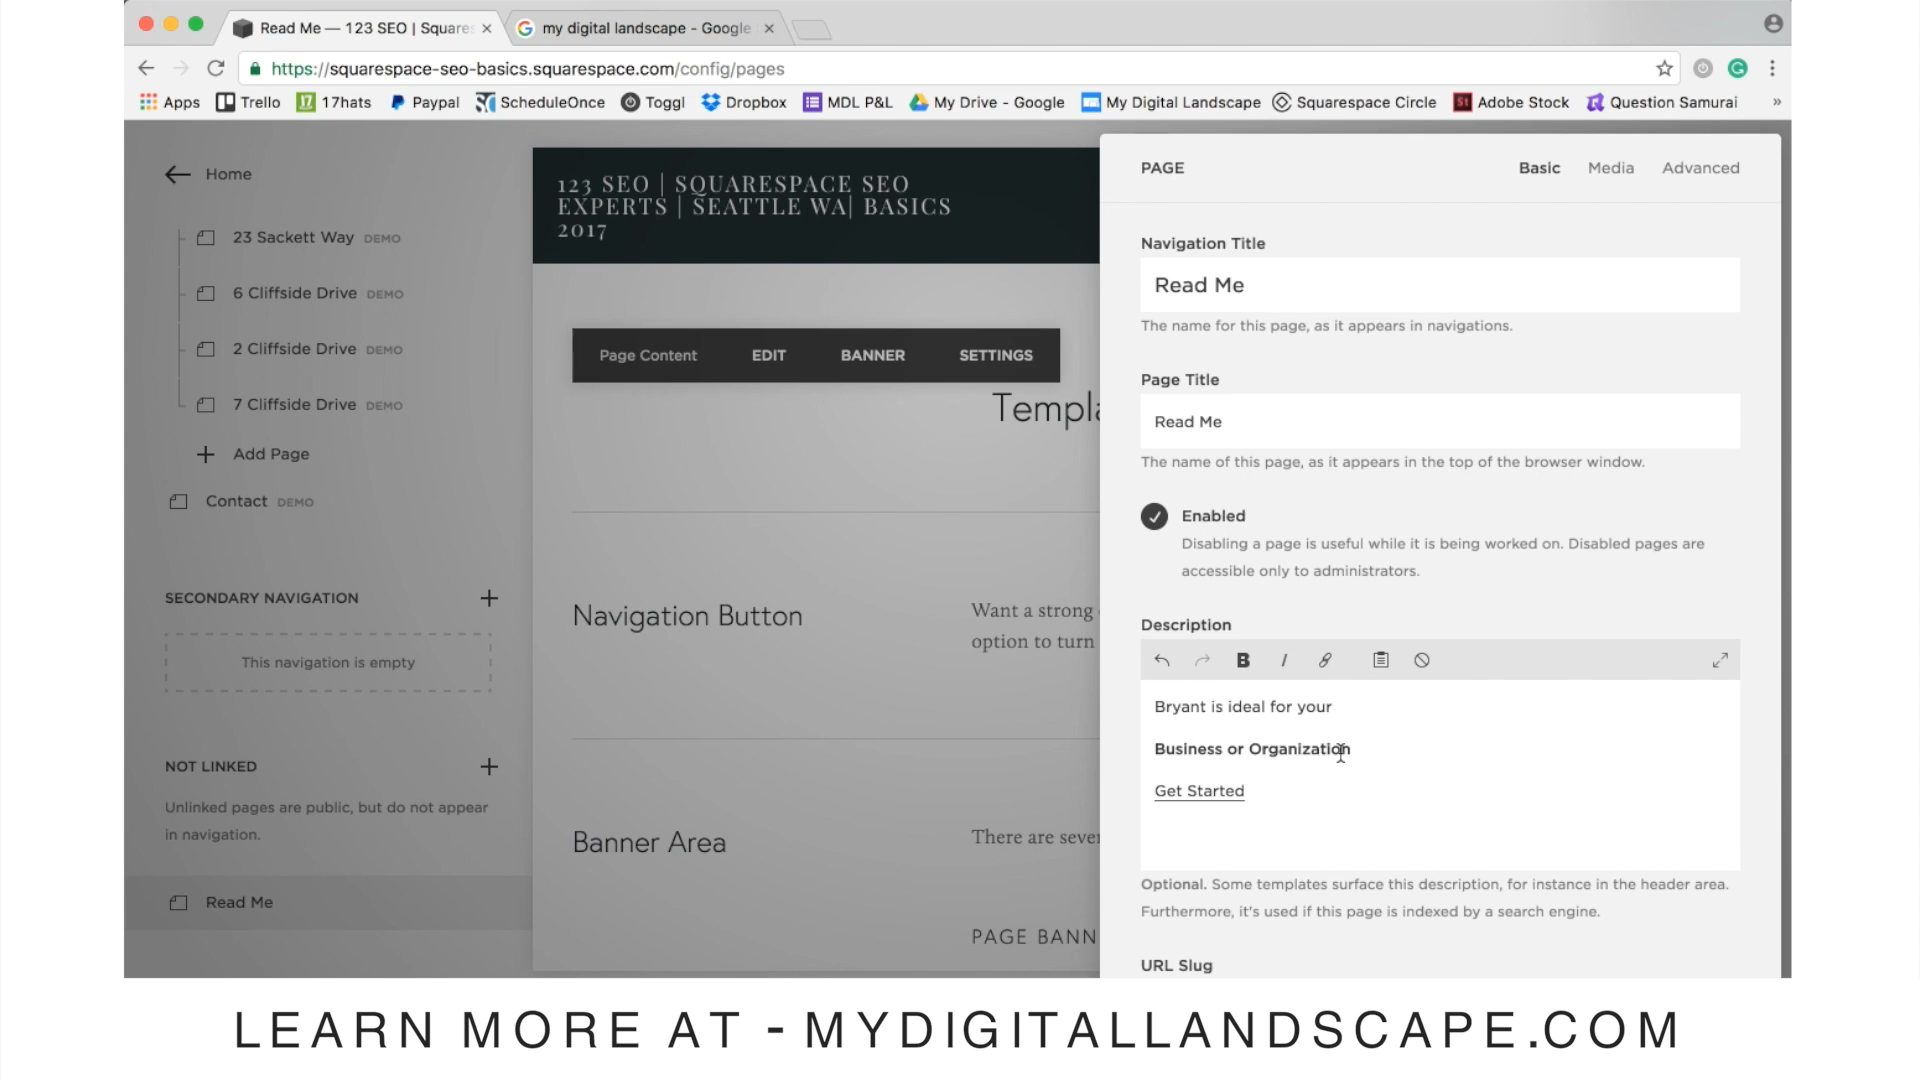 Read Me — 123 SEO | Squares
my digital landscape - Google
https://squarespace-seo-basics.squarespace.com/config/pages
Apps Trello 17hats Paypal ScheduleOnce Toggl Dropbox MDL P&L My Drive - Google My Digital Landscape Squarespace Circle Adobe Stock Question Samurai »
Home
23 Sackett Way DEMO
6 Cliffside Drive DEMO
2 Cliffside Drive DEMO
7 Cliffside Drive DEMO
Add Page
Contact DEMO
SECONDARY NAVIGATION
This navigation is empty
NOT LINKED
Unlinked pages are public, but do not appear
in navigation.
Read Me
123 SEO | SQUARESPACE SEO
EXPERTS | SEATTLE WA| BASICS
2017
Page Content EDIT BANNER SETTINGS
Templa
Navigation Button
Want a strong
option to turn
Banner Area
There are sever
PAGE BANN
PAGE Basic Media Advanced
Navigation Title
Read Me
The name for this page, as it appears in navigations.
Page Title
Read Me
The name of this page, as it appears in the top of the browser window.
Enabled
Disabling a page is useful while it is being worked on. Disabled pages are
accessible only to administrators.
Description
B I
Bryant is ideal for your
Business or Organization
Get Started
Optional. Some templates surface this description, for instance in the header area.
Furthermore, it's used if this page is indexed by a search engine.
URL Slug
LEARN MORE AT - MYDIGITALLANDSCAPE.COM